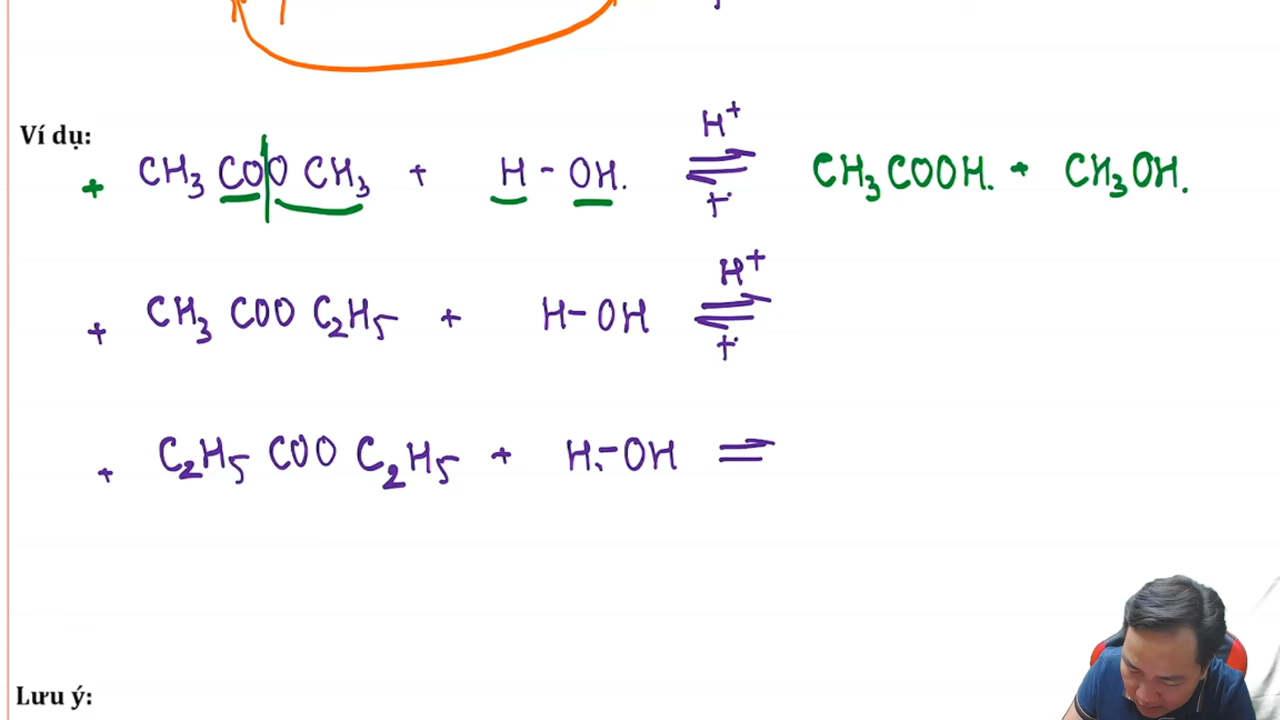 Ví dụ:
H⁺
+ CH₃COOCH₃ + H-OH. ⇌ CH₃COOH. + CH₃OH.
t°
H⁺
+ CH₃COOC₂H₅ + H-OH ⇌
t°
+ C₂H₅COOC₂H₅ + H-OH ⇌
Lưu ý: